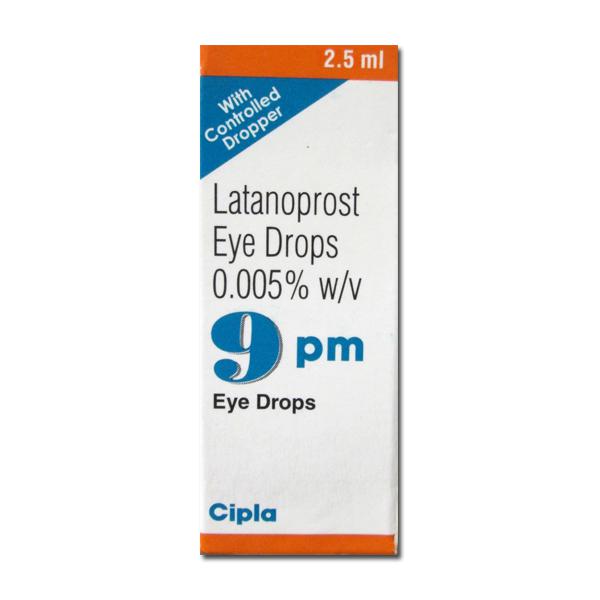 2.5 ml
With
Controlled
Dropper
Latanoprost
Eye Drops
0.005% w/v
9 pm
Eye Drops
Cipla